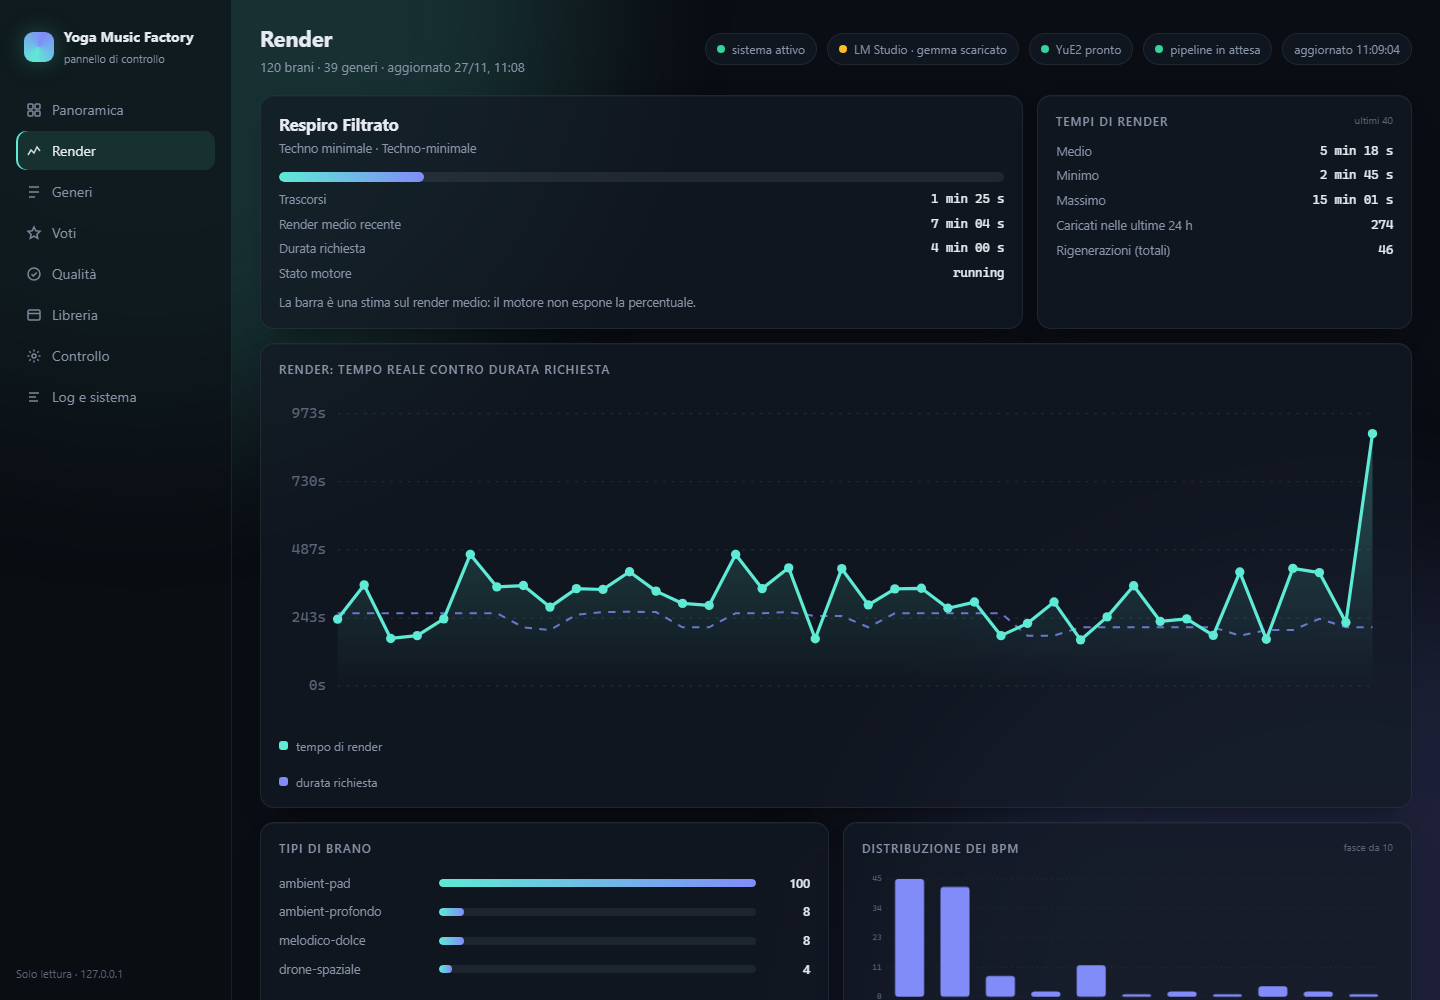 Yoga Music Factory
pannello di controllo
Panoramica
Render
Generi
Voti
Qualità
Libreria
Controllo
Log e sistema
Solo lettura · 127.0.0.1
Render
120 brani · 39 generi · aggiornato 27/11, 11:08
sistema attivo
LM Studio · gemma scaricato
YuE2 pronto
pipeline in attesa
aggiornato 11:09:04
Respiro Filtrato
Techno minimale · Techno-minimale
Trascorsi 1 min 25 s
Render medio recente 7 min 04 s
Durata richiesta 4 min 00 s
Stato motore running
La barra è una stima sul render medio: il motore non espone la percentuale.
TEMPI DI RENDER ultimi 40
Medio 5 min 18 s
Minimo 2 min 45 s
Massimo 15 min 01 s
Caricati nelle ultime 24 h 274
Rigenerazioni (totali) 46
RENDER: TEMPO REALE CONTRO DURATA RICHIESTA
973s
730s
487s
243s
0s
tempo di render
durata richiesta
TIPI DI BRANO
ambient-pad 100
ambient-profondo 8
melodico-dolce 8
drone-spaziale 4
DISTRIBUZIONE DEI BPM fasce da 10
45
34
23
11
0